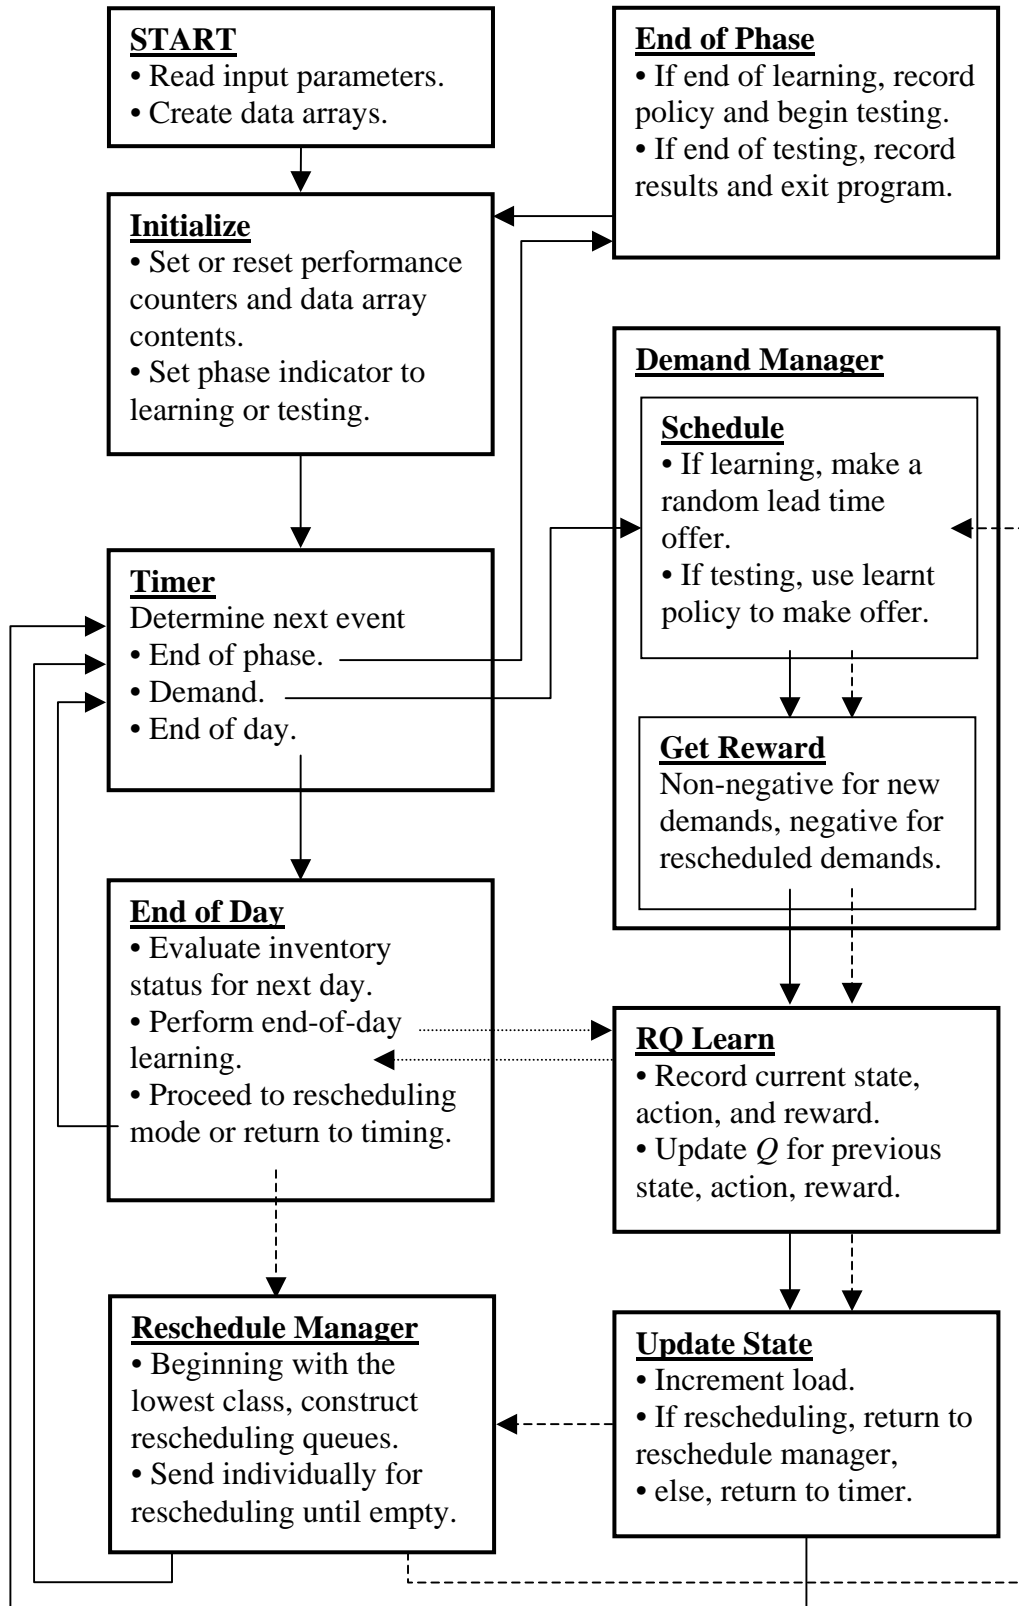 START
• Read input parameters.
• Create data arrays.
Initialize
• Set or reset performance
counters and data array
contents.
• Set phase indicator to
learning or testing.
Timer
Determine next event
• End of phase.
• Demand.
• End of day.
End of Day
• Evaluate inventory
status for next day.
• Perform end-of-day
learning.
• Proceed to rescheduling
mode or return to timing.
Reschedule Manager
• Beginning with the
lowest class, construct
rescheduling queues.
• Send individually for
rescheduling until empty.
End of Phase
• If end of learning, record
policy and begin testing.
• If end of testing, record
results and exit program.
Demand Manager
Schedule
• If learning, make a
random lead time
offer.
• If testing, use learnt
policy to make offer.
Get Reward
Non-negative for new
demands, negative for
rescheduled demands.
RQ Learn
• Record current state,
action, and reward.
• Update Q for previous
state, action, reward.
Update State
• Increment load.
• If rescheduling, return to
reschedule manager,
• else, return to timer.